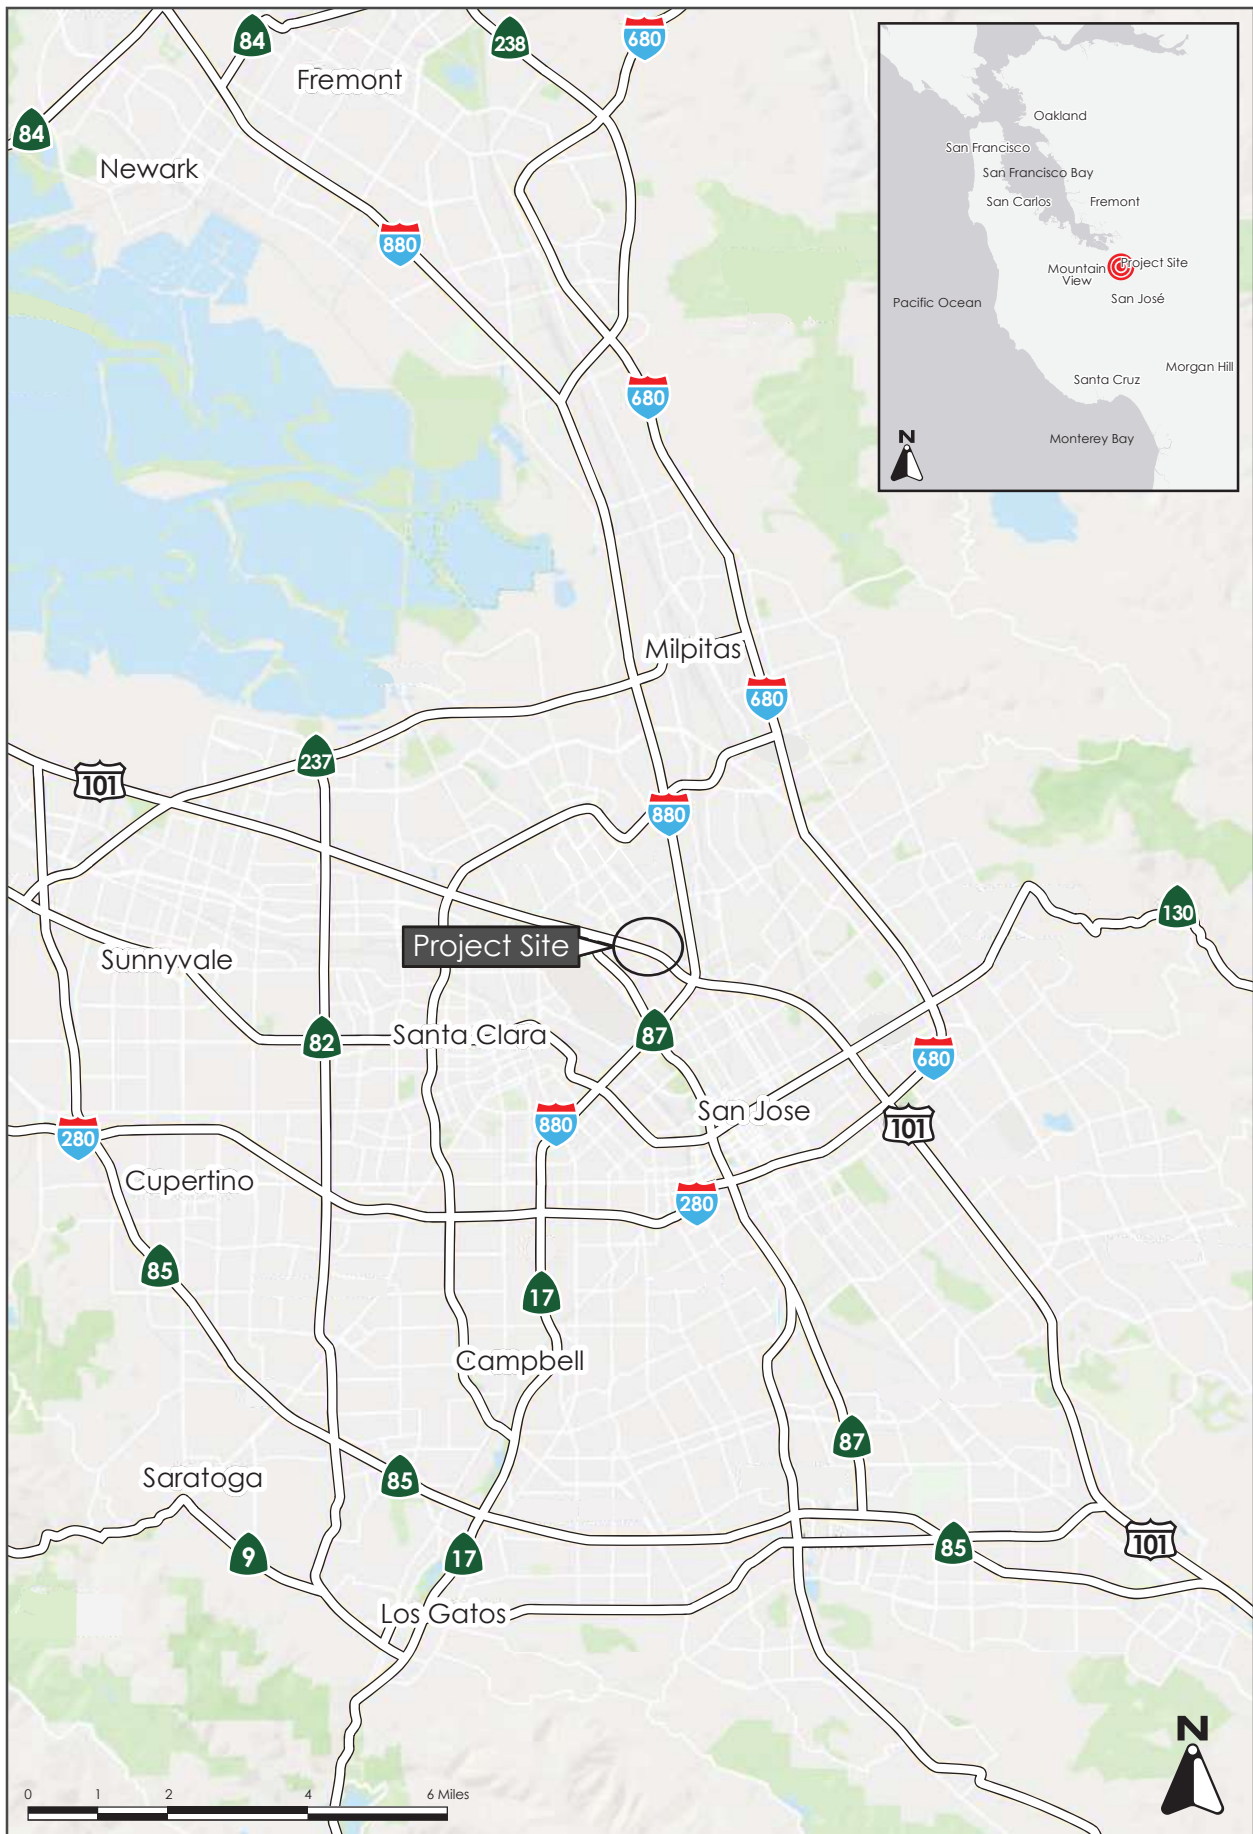 84
238
680
Fremont
84
Newark
880
680
Oakland
San Francisco
San Francisco Bay
San Carlos
Fremont
Mountain
View
Project Site
San José
Pacific Ocean
Morgan Hill
Santa Cruz
Monterey Bay
N
Milpitas
680
237
101
880
130
Project Site
Sunnyvale
82
Santa Clara
87
680
San Jose
880
101
280
Cupertino
280
85
17
Campbell
87
Saratoga
85
9
17
85
101
Los Gatos
N
0 1 2 4 6 Miles